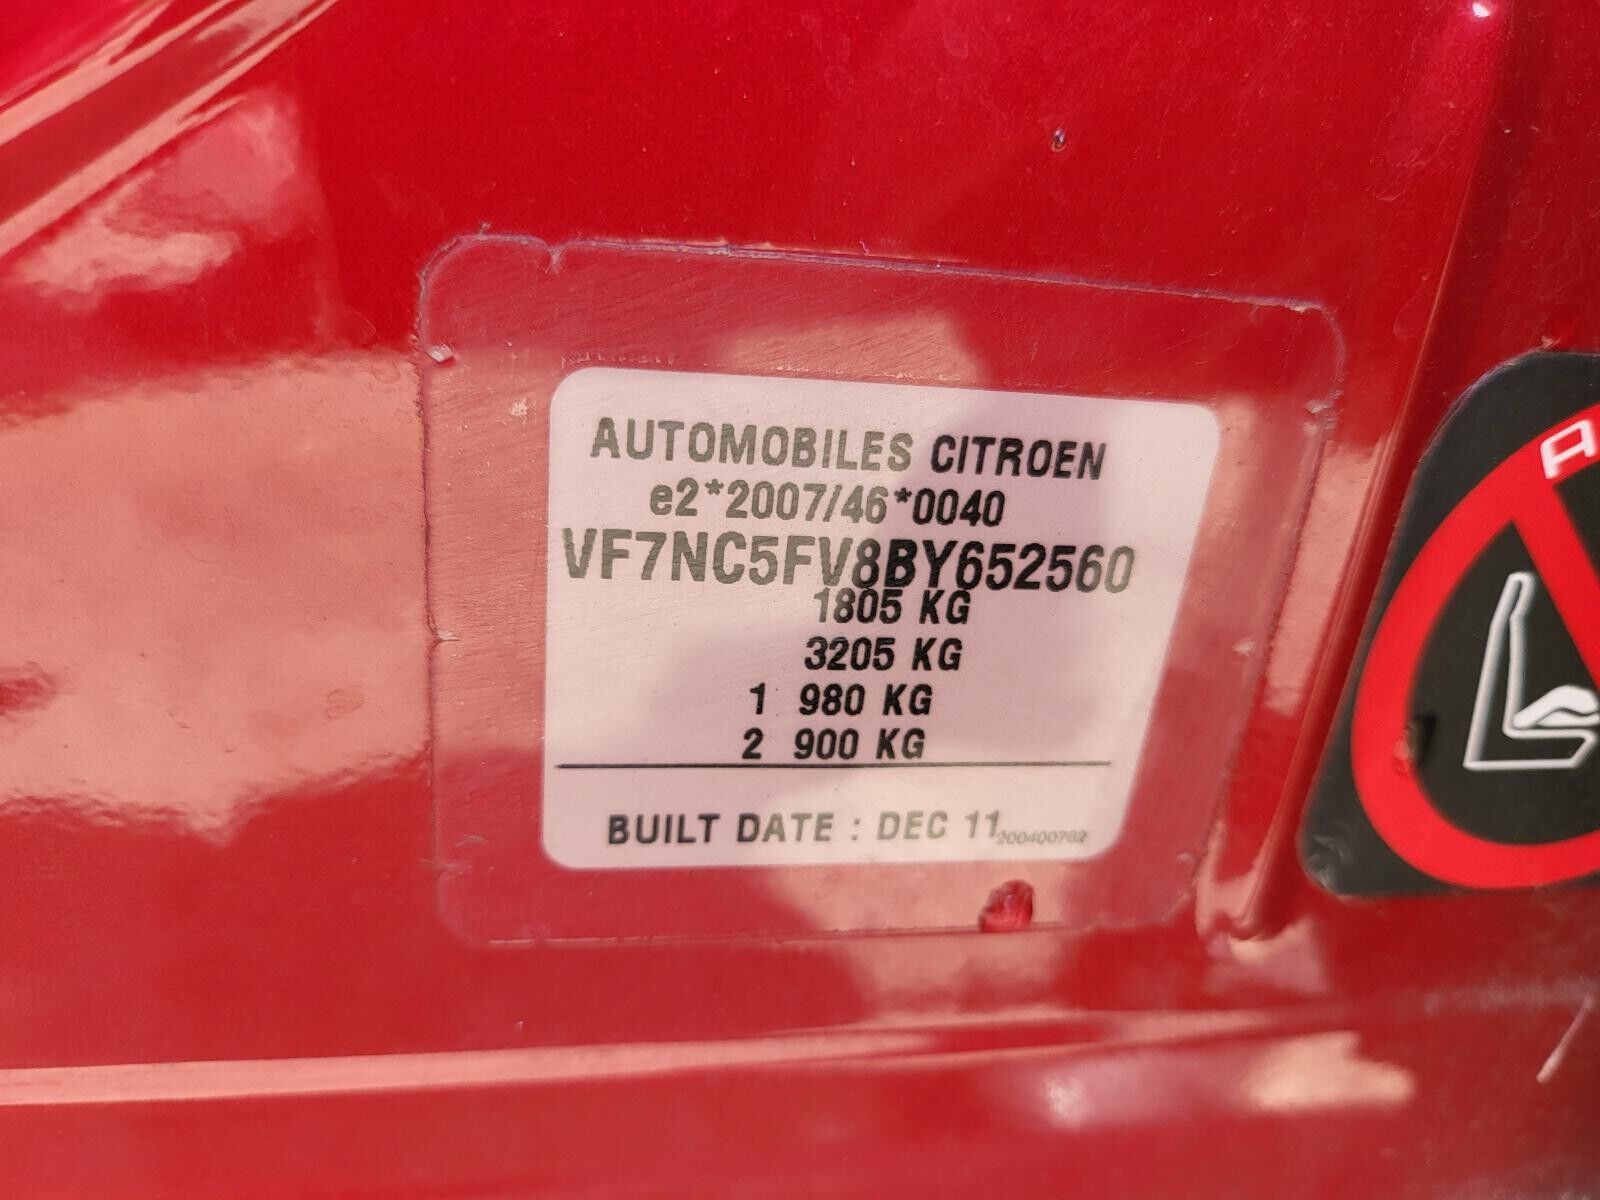 AUTOMOBILES CITROEN
e2*2007/46*0040
VF7NC5FV8BY652560
1805 KG
3205 KG
1 980 KG
2 900 KG
BUILT DATE : DEC 11
A